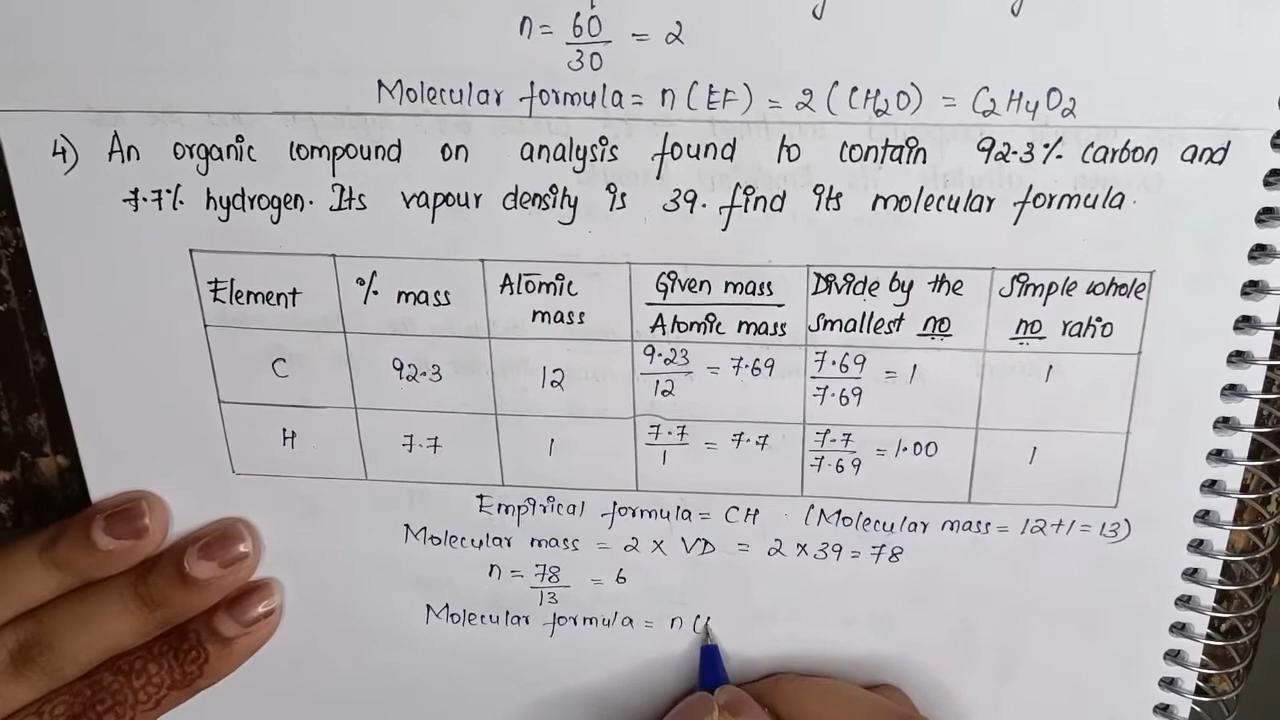 n = 60/30 = 2
Molecular formula = n (EF) = 2 (CH2O) = C2H4O2
4) An organic compound on analysis found to contain 92.3% carbon and
7.7% hydrogen. Its vapour density is 39. find its molecular formula.
Element | % mass | Atomic mass | Given mass / Atomic mass | Divide by the smallest no | Simple whole no ratio
C | 92.3 | 12 | 9.23/12 = 7.69 | 7.69/7.69 = 1 | 1
H | 7.7 | 1 | 7.7/1 = 7.7 | 7.7/7.69 = 1.00 | 1
Empirical formula = CH . (Molecular mass = 12+1 = 13)
Molecular mass = 2 × VD = 2 × 39 = 78
n = 78/13 = 6
Molecular formula = n (